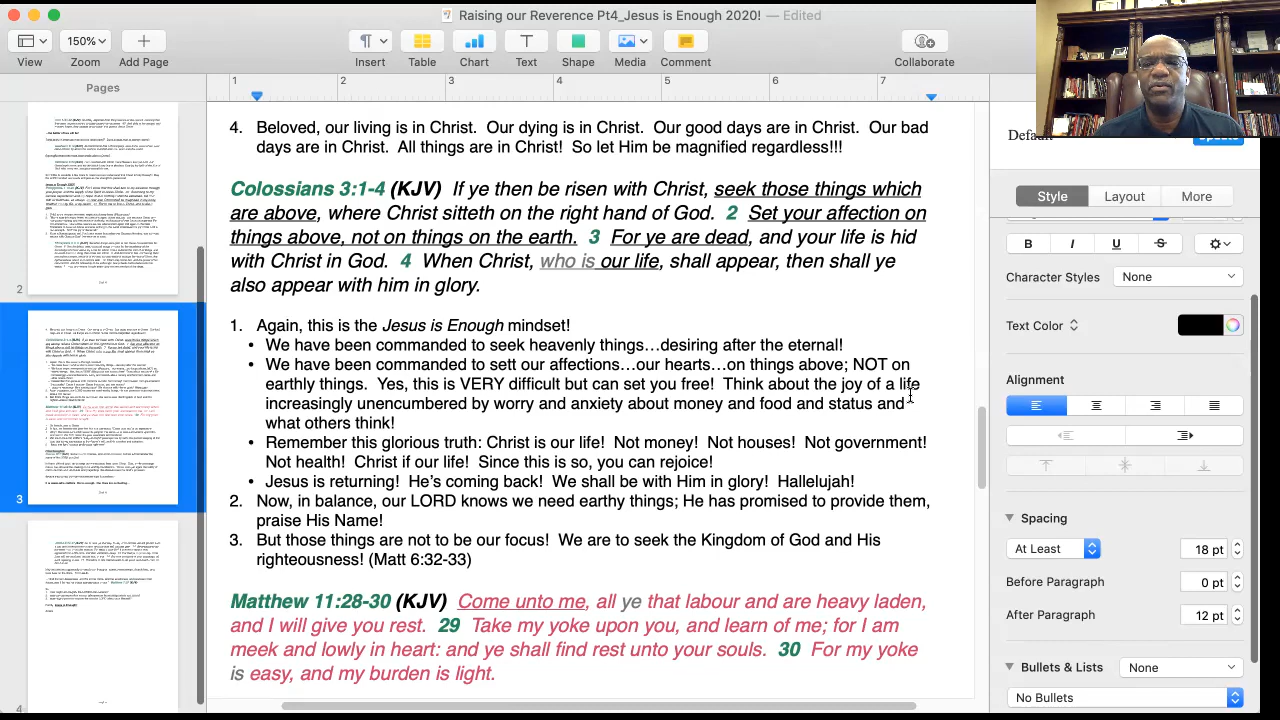 Raising our Reverence Pt4_Jesus is Enough 2020! — Edited
150%
View Zoom Add Page Insert Table Chart Text Shape Media Comment Collaborate
Pages
1 2 3 4 5 6 7
Default
Style Layout More
4. Beloved, our living is in Christ. Our dying is in Christ. Our good days are in Christ. Our bad
days are in Christ. All things are in Christ! So let Him be magnified regardless!!!
Colossians 3:1-4 (KJV) If ye then be risen with Christ, seek those things which
are above, where Christ sitteth on the right hand of God. 2 Set your affection on
things above, not on things on the earth. 3 For ye are dead, and your life is hid
with Christ in God. 4 When Christ, who is our life, shall appear, then shall ye
also appear with him in glory.
1. Again, this is the Jesus is Enough mindset!
• We have been commanded to seek heavenly things…desiring after the eternal!
• We have been commanded to set our affections…our hearts…on things above; NOT on
earthly things. Yes, this is VERY difficult but can set you free! Think about the joy of a life
increasingly unencumbered by worry and anxiety about money and food and status and
what others think!
• Remember this glorious truth: Christ is our life! Not money! Not houses! Not government!
Not health! Christ if our life! Since this is so, you can rejoice!
• Jesus is returning! He's coming back! We shall be with Him in glory! Hallelujah!
2. Now, in balance, our LORD knows we need earthy things; He has promised to provide them,
praise His Name!
3. But those things are not to be our focus! We are to seek the Kingdom of God and His
righteousness! (Matt 6:32-33)
Matthew 11:28-30 (KJV) Come unto me, all ye that labour and are heavy laden,
and I will give you rest. 29 Take my yoke upon you, and learn of me; for I am
meek and lowly in heart: and ye shall find rest unto your souls. 30 For my yoke
is easy, and my burden is light.
2
3
4
B I U S
Character Styles None
Text Color
Alignment
Spacing
At Least 18 pt
Before Paragraph 0 pt
After Paragraph 12 pt
Bullets & Lists None
No Bullets